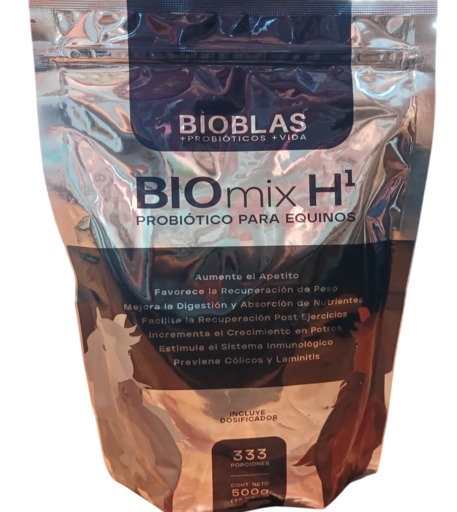 BIOBLAS
+PROBIÓTICOS +VIDA
BIOmix H¹
PROBIÓTICO PARA EQUINOS
Aumenta el Apetito
Favorece la Recuperación de Peso
Mejora la Digestión y Absorción de Nutrientes
Facilita la Recuperación Post Ejercicios
Incrementa el Crecimiento en Potros
Estimula el Sistema Inmunológico
Previene Cólicos y Laminitis
INCLUYE
DOSIFICADOR
333
PORCIONES
CONT. NETO
500g